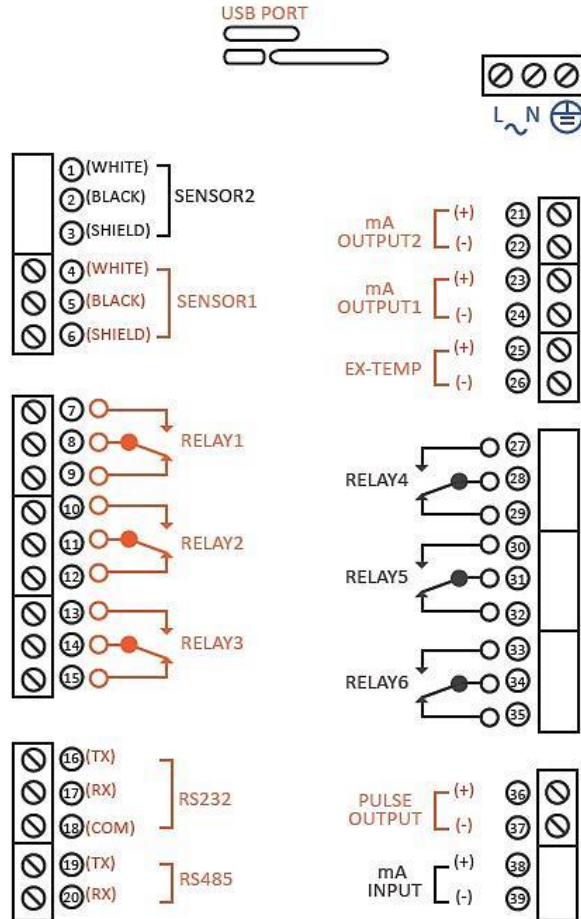 USB PORT
L N
1 (WHITE)
2 (BLACK) SENSOR2
3 (SHIELD)
4 (WHITE)
5 (BLACK) SENSOR1
6 (SHIELD)
7
8 RELAY1
9
10
11 RELAY2
12
13
14 RELAY3
15
16 (TX)
17 (RX) RS232
18 (COM)
19 (TX) RS485
20 (RX)
mA OUTPUT2 (+) 21
(-) 22
mA OUTPUT1 (+) 23
(-) 24
EX-TEMP (+) 25
(-) 26
27
RELAY4 28
29
30
RELAY5 31
32
33
RELAY6 34
35
PULSE OUTPUT (+) 36
(-) 37
mA INPUT (+) 38
(-) 39